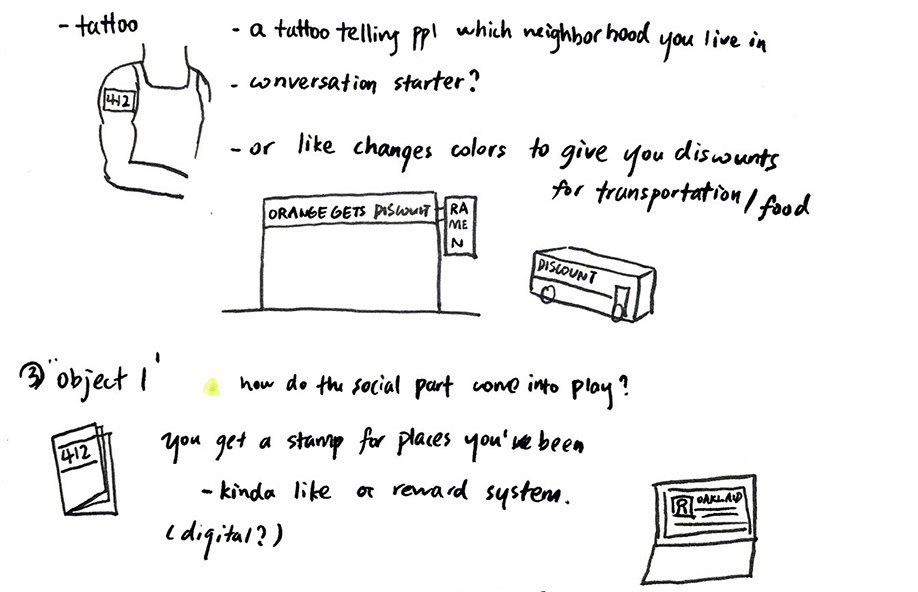 - tattoo
- a tattoo telling ppl which neighborhood you live in
412
- conversation starter?
- or like changes colors to give you discounts
for transportation / food
ORANGE GETS DISCOUNT
RA
ME
N
DISCOUNT
③ "object 1'
how do the social part come into play?
412
you get a stamp for places you've been
- kinda like a reward system.
(digital?)
R OAKLAD